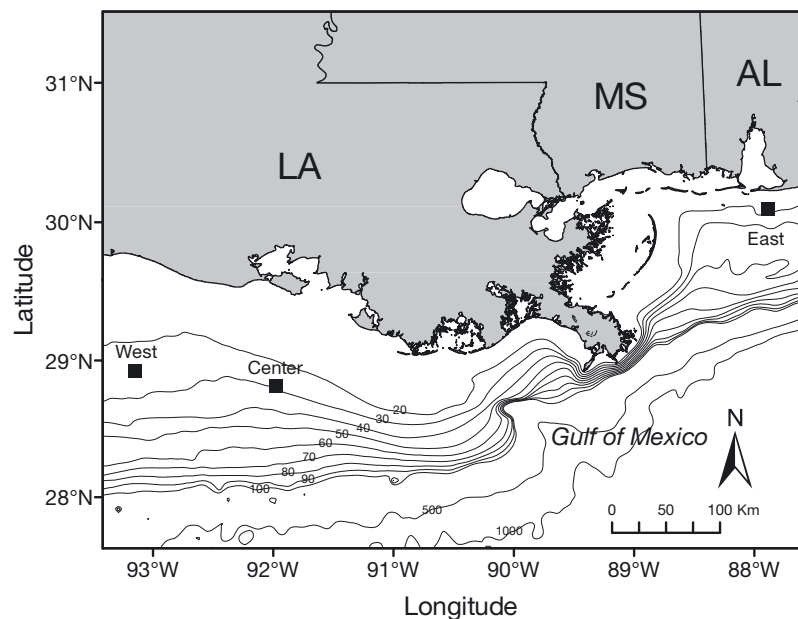 31°N
30°N
29°N
28°N
Latitude
LA
MS
AL
East
West
Center
20
30
40
50
60
70
80
90
100
500
1000
Gulf of Mexico
N
0 50 100 Km
93°W 92°W 91°W 90°W 89°W 88°W
Longitude